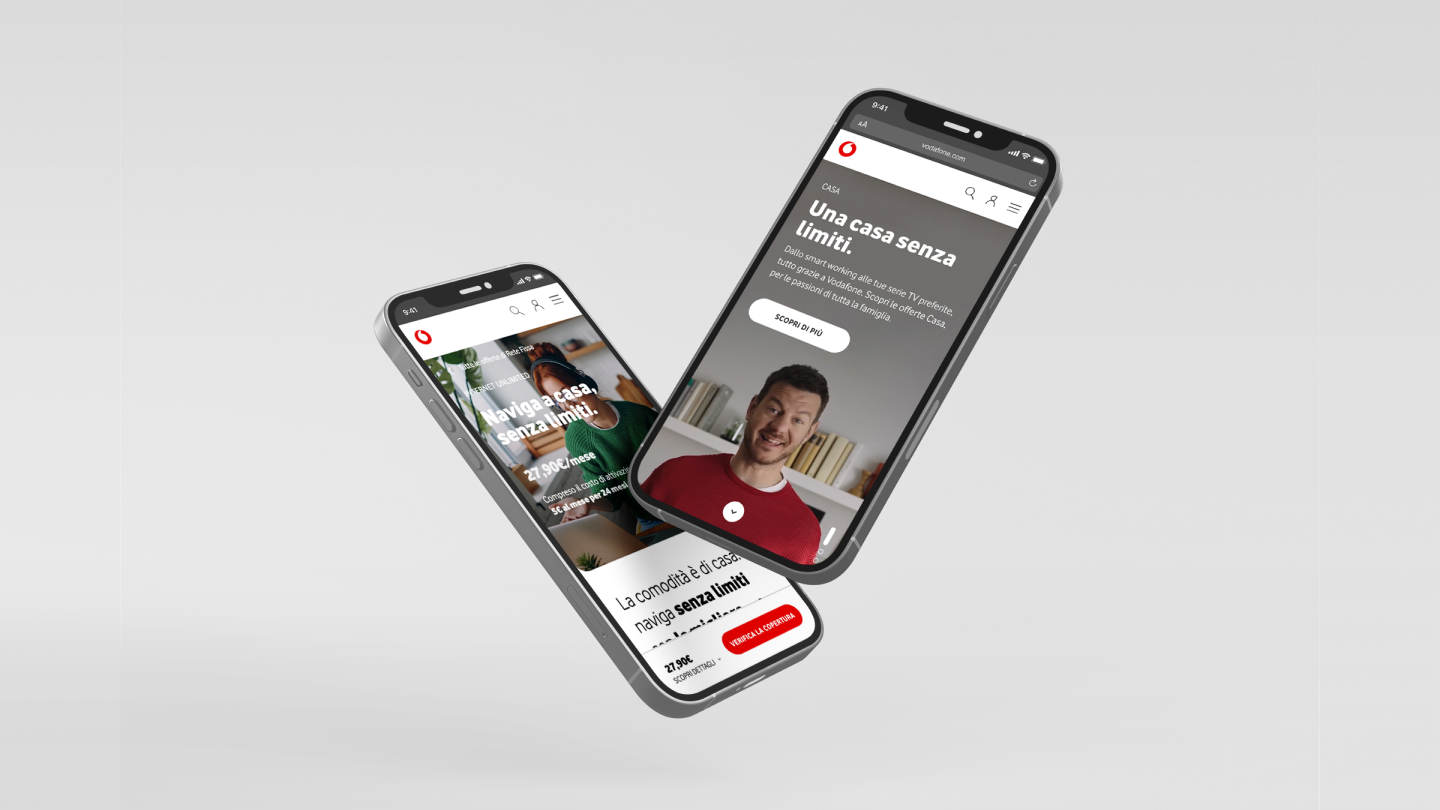 9:41
Tutte le offerte di Rete Fissa
INTERNET UNLIMITED
Naviga a casa,
senza limiti.
27,90€/mese
Compreso il costo di
5€ al mese per 24 mesi
La comodità è di casa:
naviga senza limiti
27,90€
SCOPRI DETTAGLI
VERIFICA LA COPERTURA
9:41
AA
vodafone.com
CASA
Una casa senza
limiti.
Dallo smart working alle tue serie TV preferite,
tutto grazie a Vodafone. Scopri le offerte Casa,
per le passioni di tutta la famiglia.
SCOPRI DI PIÙ